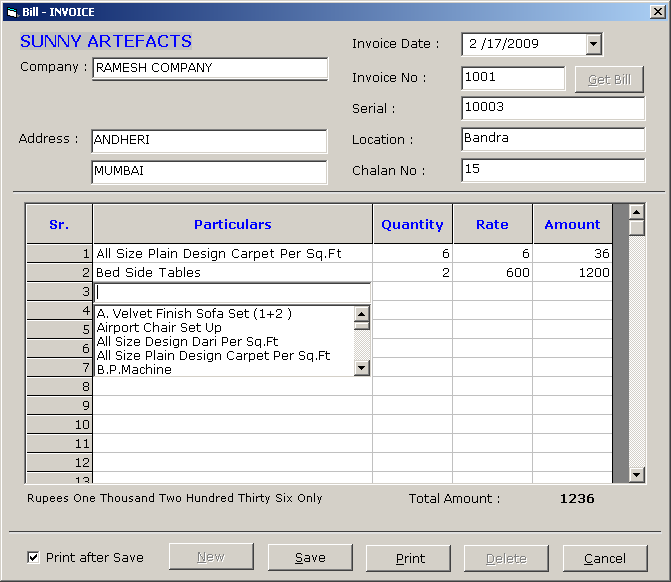 Bill - INVOICE
SUNNY ARTEFACTS
Invoice Date : 2 /17/2009
Company : RAMESH COMPANY
Invoice No : 1001 Get Bill
Serial : 10003
Address : ANDHERI
Location : Bandra
MUMBAI
Chalan No : 15
Sr. Particulars Quantity Rate Amount
1 All Size Plain Design Carpet Per Sq.Ft 6 6 36
2 Bed Side Tables 2 600 1200
3
4 A. Velvet Finish Sofa Set (1+2 )
5 Airport Chair Set Up
All Size Design Dari Per Sq.Ft
6 All Size Plain Design Carpet Per Sq.Ft
7 B.P.Machine
8
9
10
11
12
13
Rupees One Thousand Two Hundred Thirty Six Only Total Amount : 1236
Print after Save New Save Print Delete Cancel